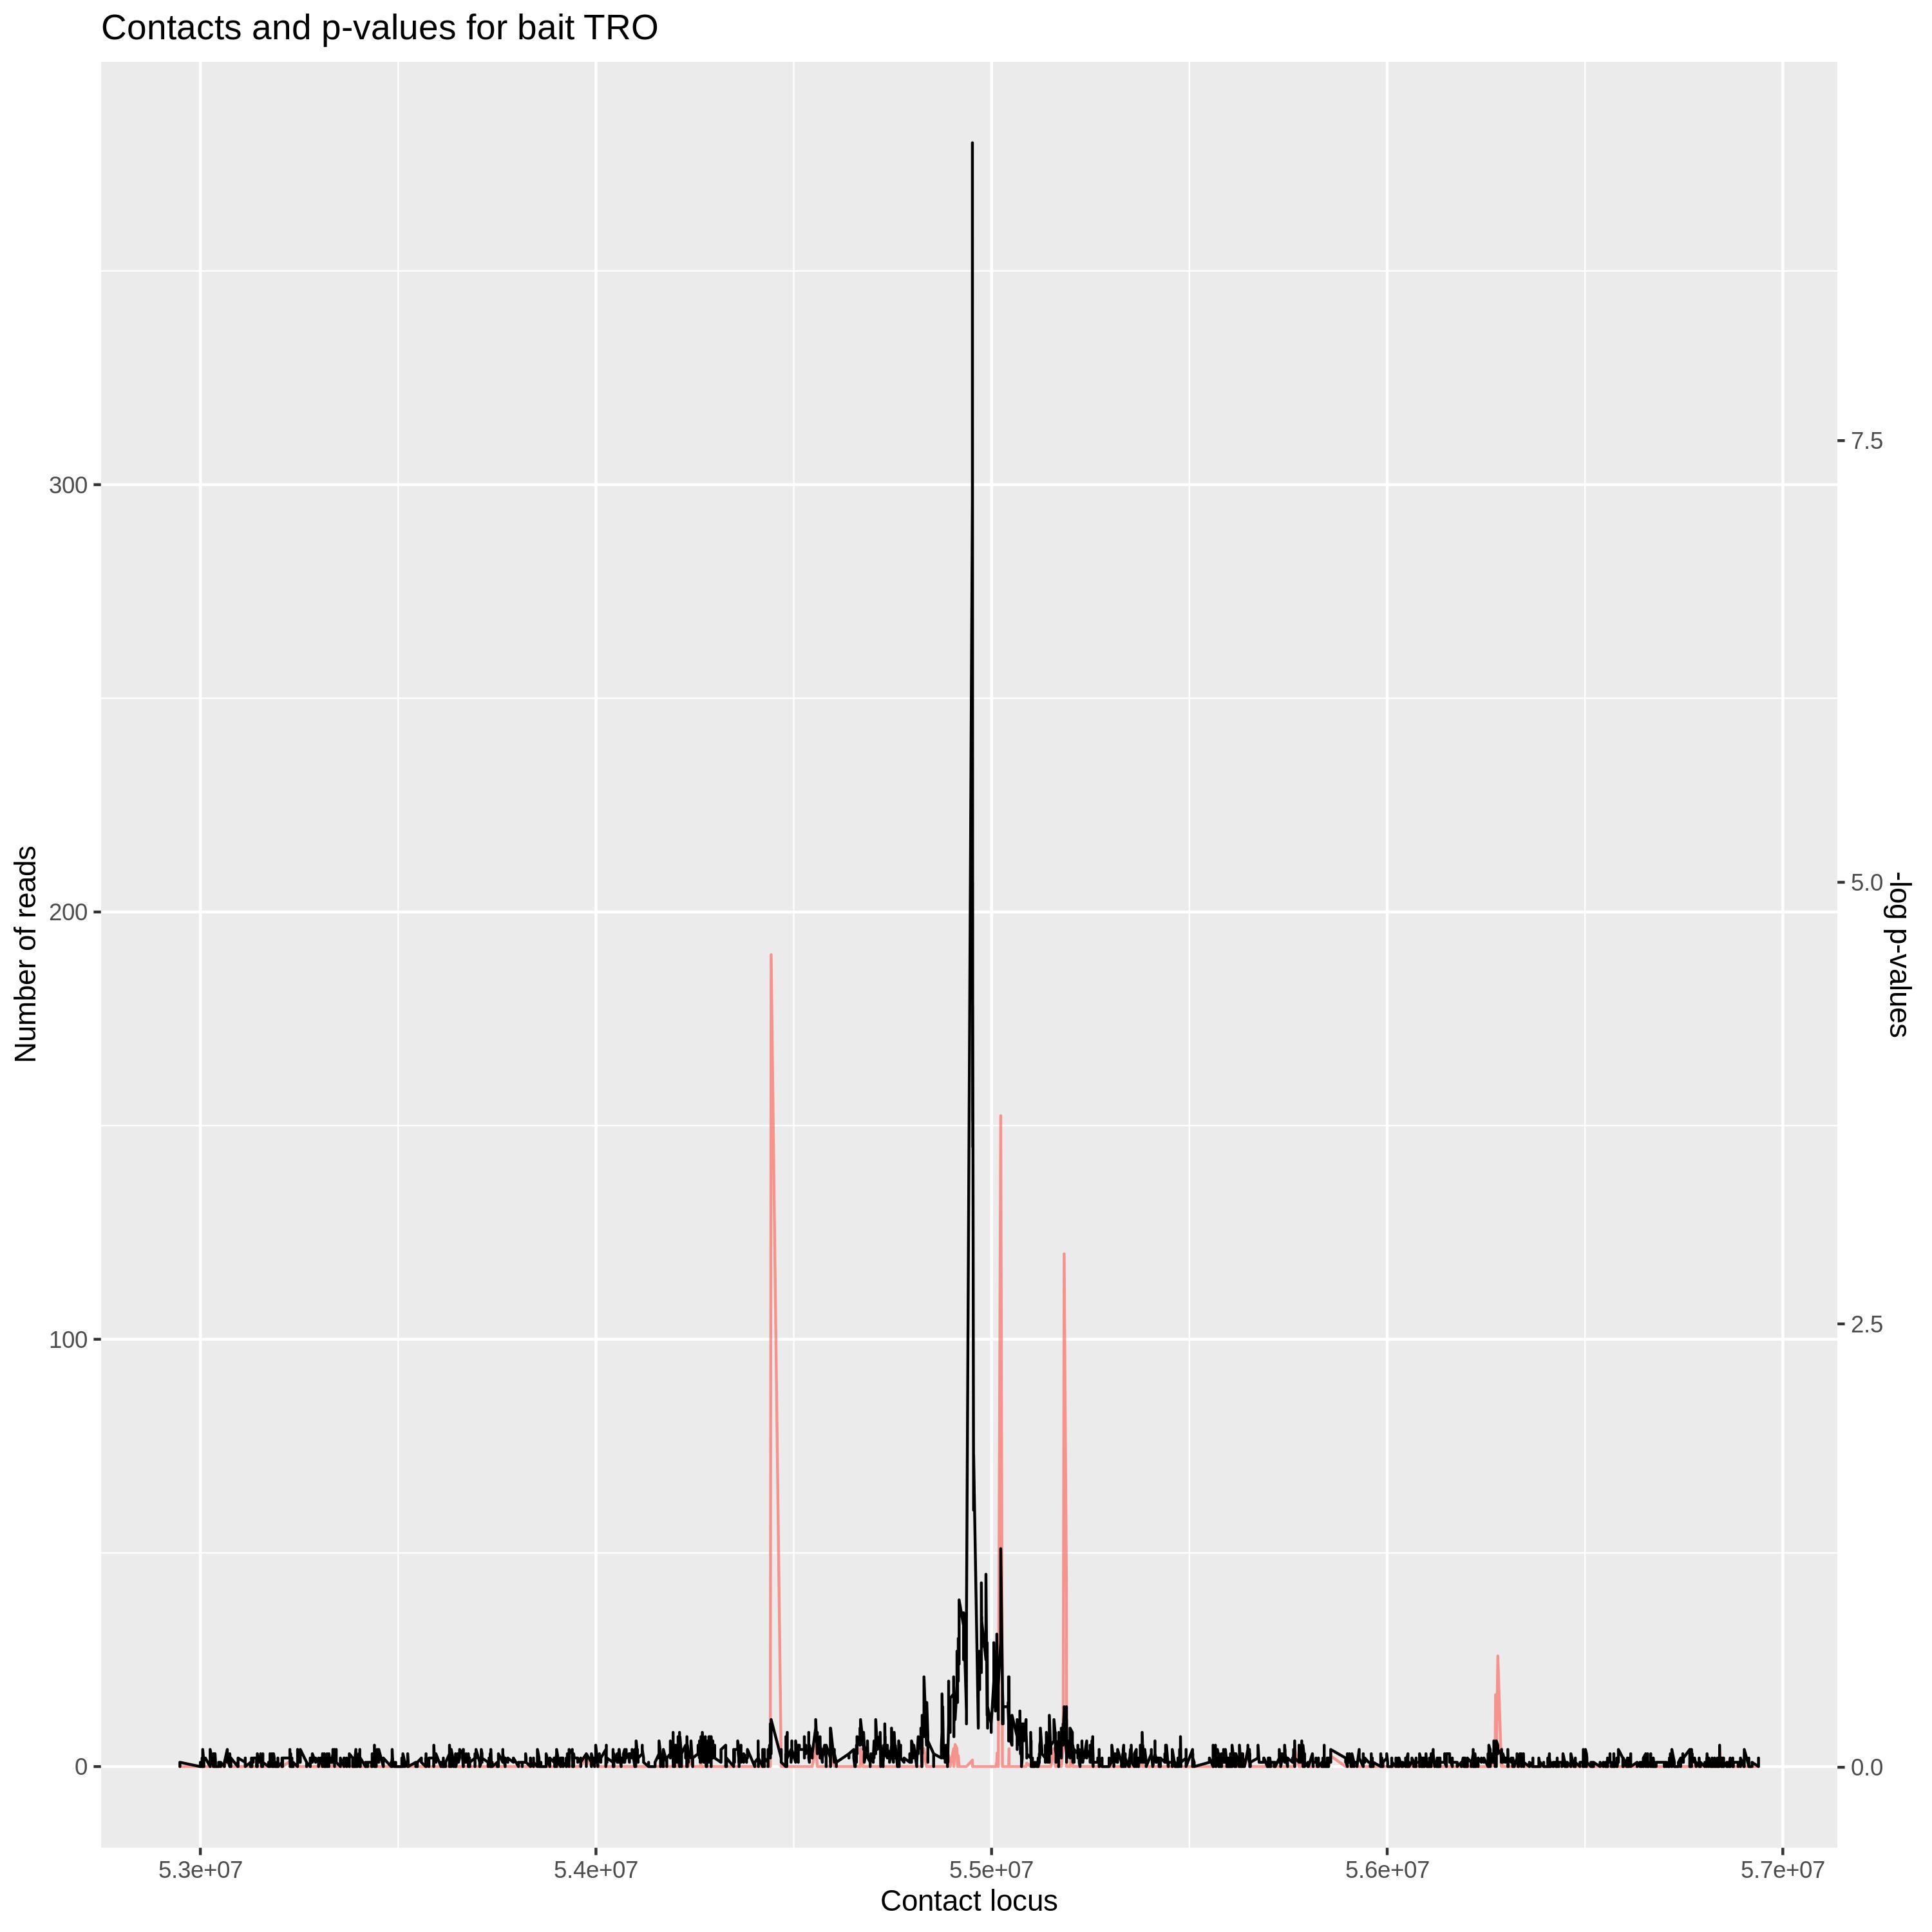 Contacts and p-values for bait TRO
Number of reads
300
200
100
0
7.5
5.0
2.5
0.0
-log p-values
5.3e+07
5.4e+07
5.5e+07
5.6e+07
5.7e+07
Contact locus